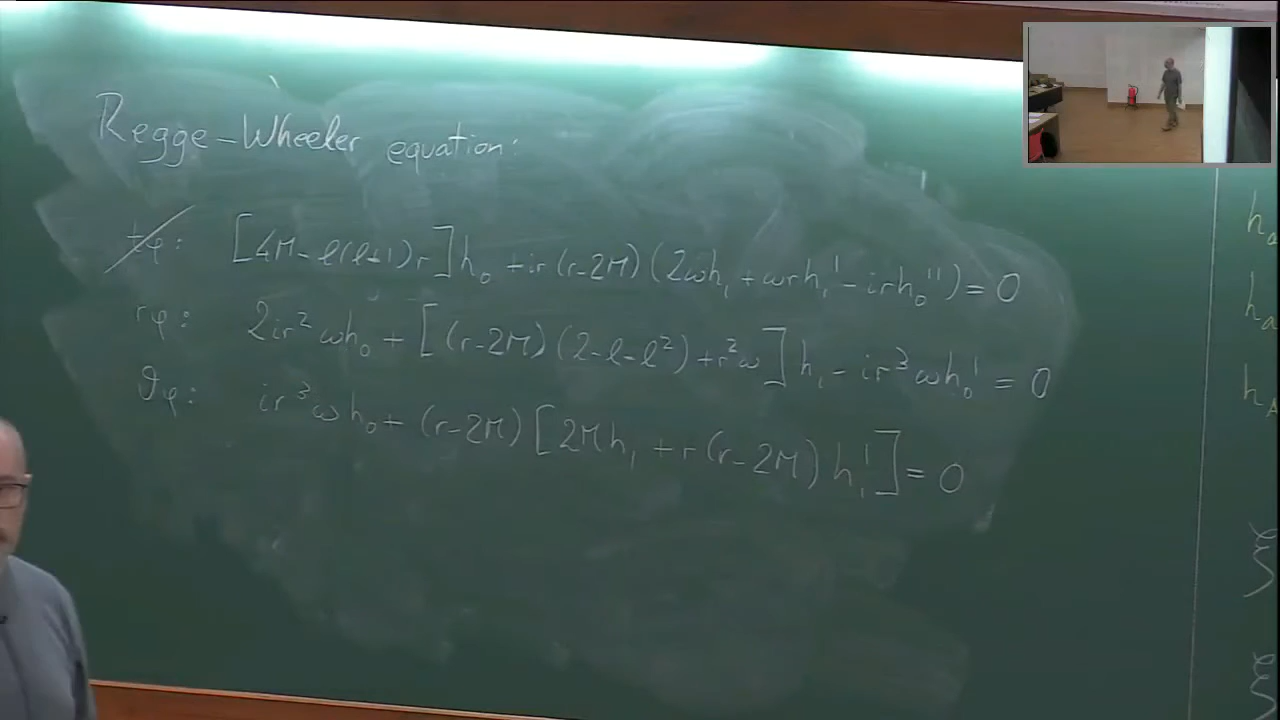 Regge-Wheeler equation:
tφ: [4M-ℓ(ℓ+1)r]h₀ + ir(r-2M)(2ωh₁ + ωrh₁' - irh₀'') = 0
rφ: 2ir²ωh₀ + [(r-2M)(2-ℓ-ℓ²)+r²ω]h₁ - ir³ωh₀' = 0
ϑφ: ir³ωh₀ + (r-2M)[2Mh₁ + r(r-2M)h₁'] = 0